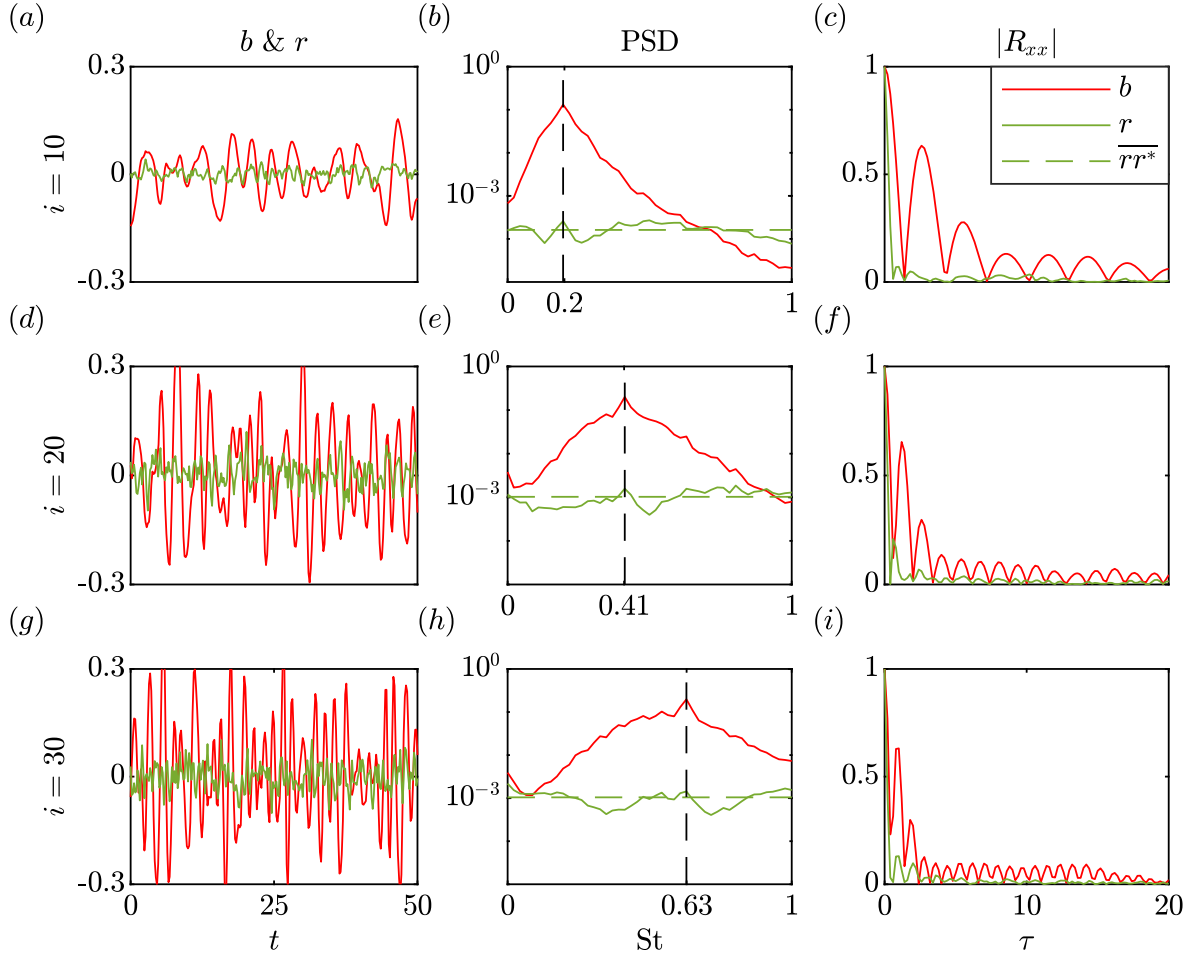 (a) (b) (c)
b & r PSD |R_{xx}|
0.3 10^0 1
b
r
\overline{rr^*}
i = 10 0 10^{-3} 0.5
-0.3 0 0.2 1 0
(d) (e) (f)
0.3 10^0 1
i = 20 0 10^{-3} 0.5
-0.3 0 0.41 1 0
(g) (h) (i)
0.3 10^0 1
i = 30 0 10^{-3} 0.5
-0.3 0
0 25 50 0 0.63 1 0 10 20
t St τ